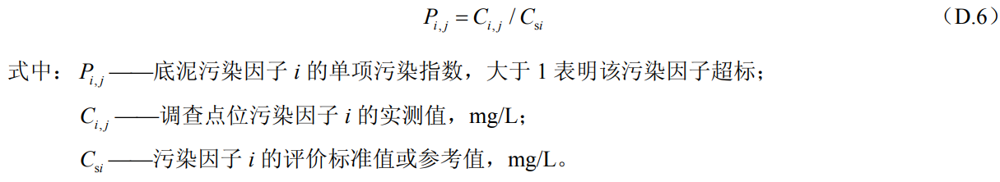 P_{i,j} = C_{i,j} / C_{si} （D.6）
式中：P_{i,j}——底泥污染因子 i 的单项污染指数，大于 1 表明该污染因子超标；
C_{i,j}——调查点位污染因子 i 的实测值，mg/L；
C_{si}——污染因子 i 的评价标准值或参考值，mg/L。